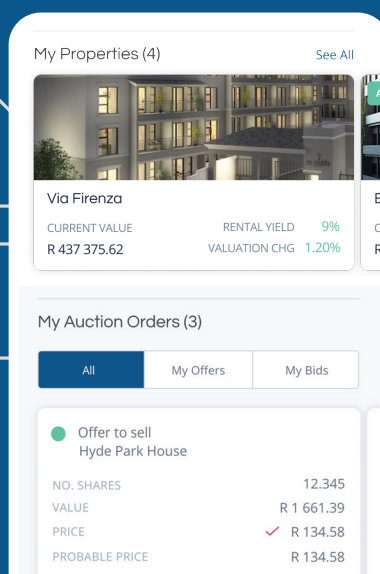 My Properties (4) See All
A
Via Firenza
CURRENT VALUE RENTAL YIELD 9%
R 437 375.62 VALUATION CHG 1.20%
My Auction Orders (3)
All My Offers My Bids
Offer to sell
Hyde Park House
NO. SHARES 12.345
VALUE R 1 661.39
PRICE R 134.58
PROBABLE PRICE R 134.58